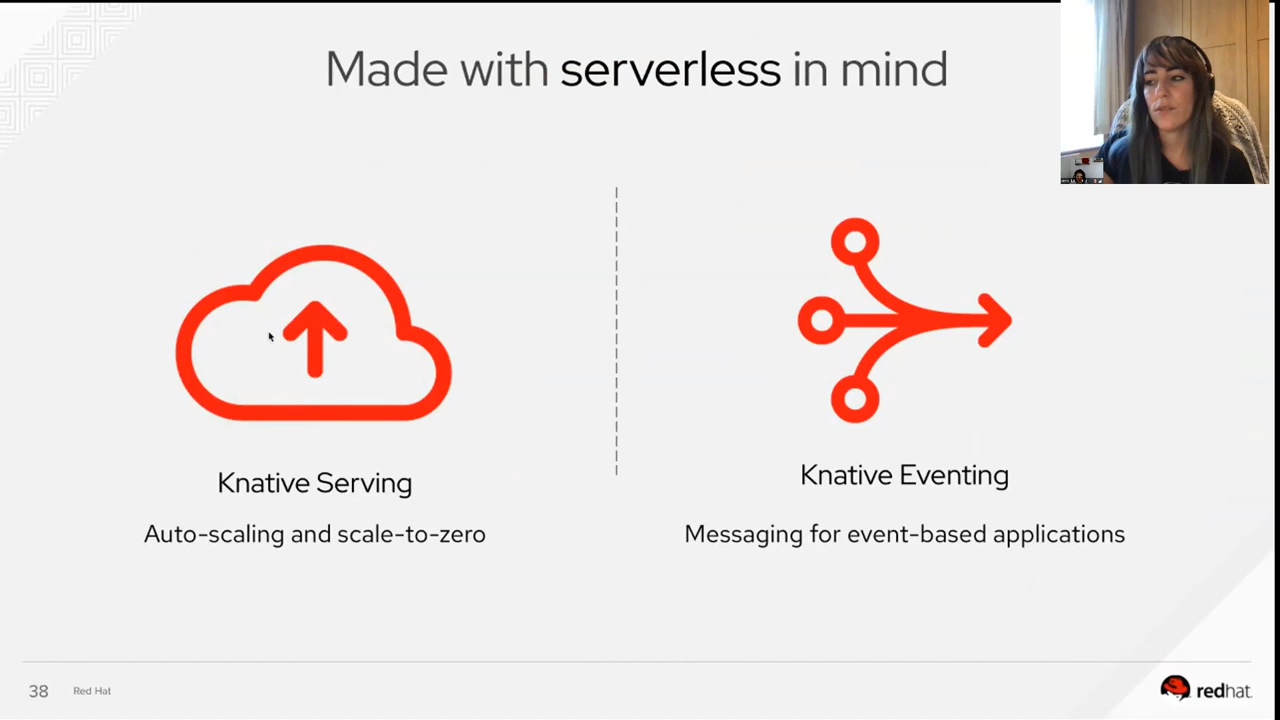 Made with serverless in mind
Knative Serving
Auto-scaling and scale-to-zero
Knative Eventing
Messaging for event-based applications
38
Red Hat
redhat.